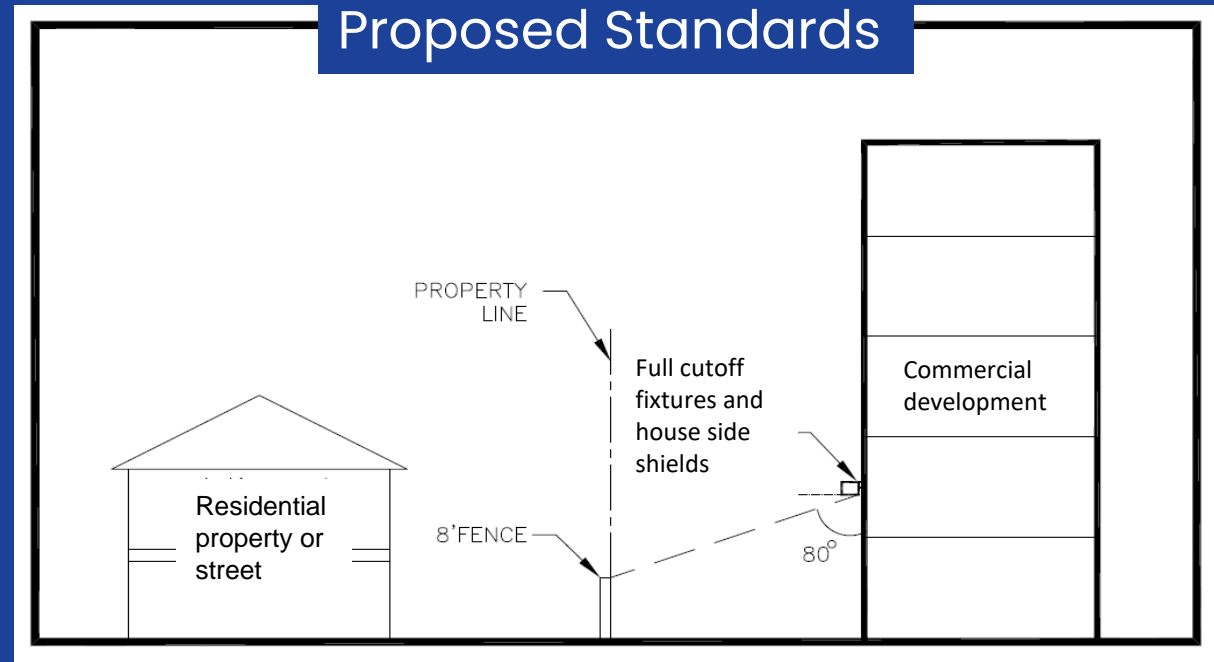 Proposed Standards
PROPERTY
LINE
Full cutoff
fixtures and
house side
shields
Commercial
development
Residential
property or
street
8'FENCE
80°